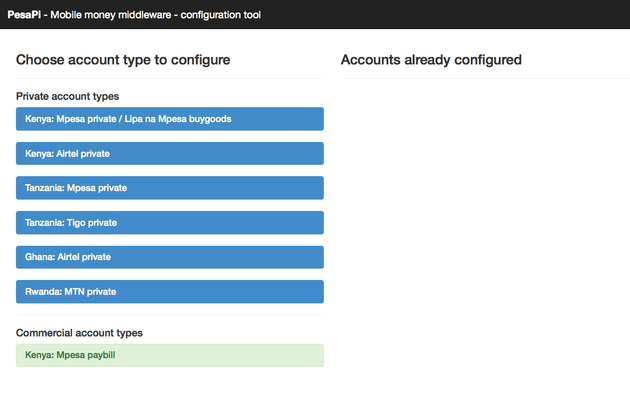 PesaPi - Mobile money middleware - configuration tool
Choose account type to configure
Private account types
Kenya: Mpesa private / Lipa na Mpesa buygoods
Kenya: Airtel private
Tanzania: Mpesa private
Tanzania: Tigo private
Ghana: Airtel private
Rwanda: MTN private
Commercial account types
Kenya: Mpesa paybill
Accounts already configured